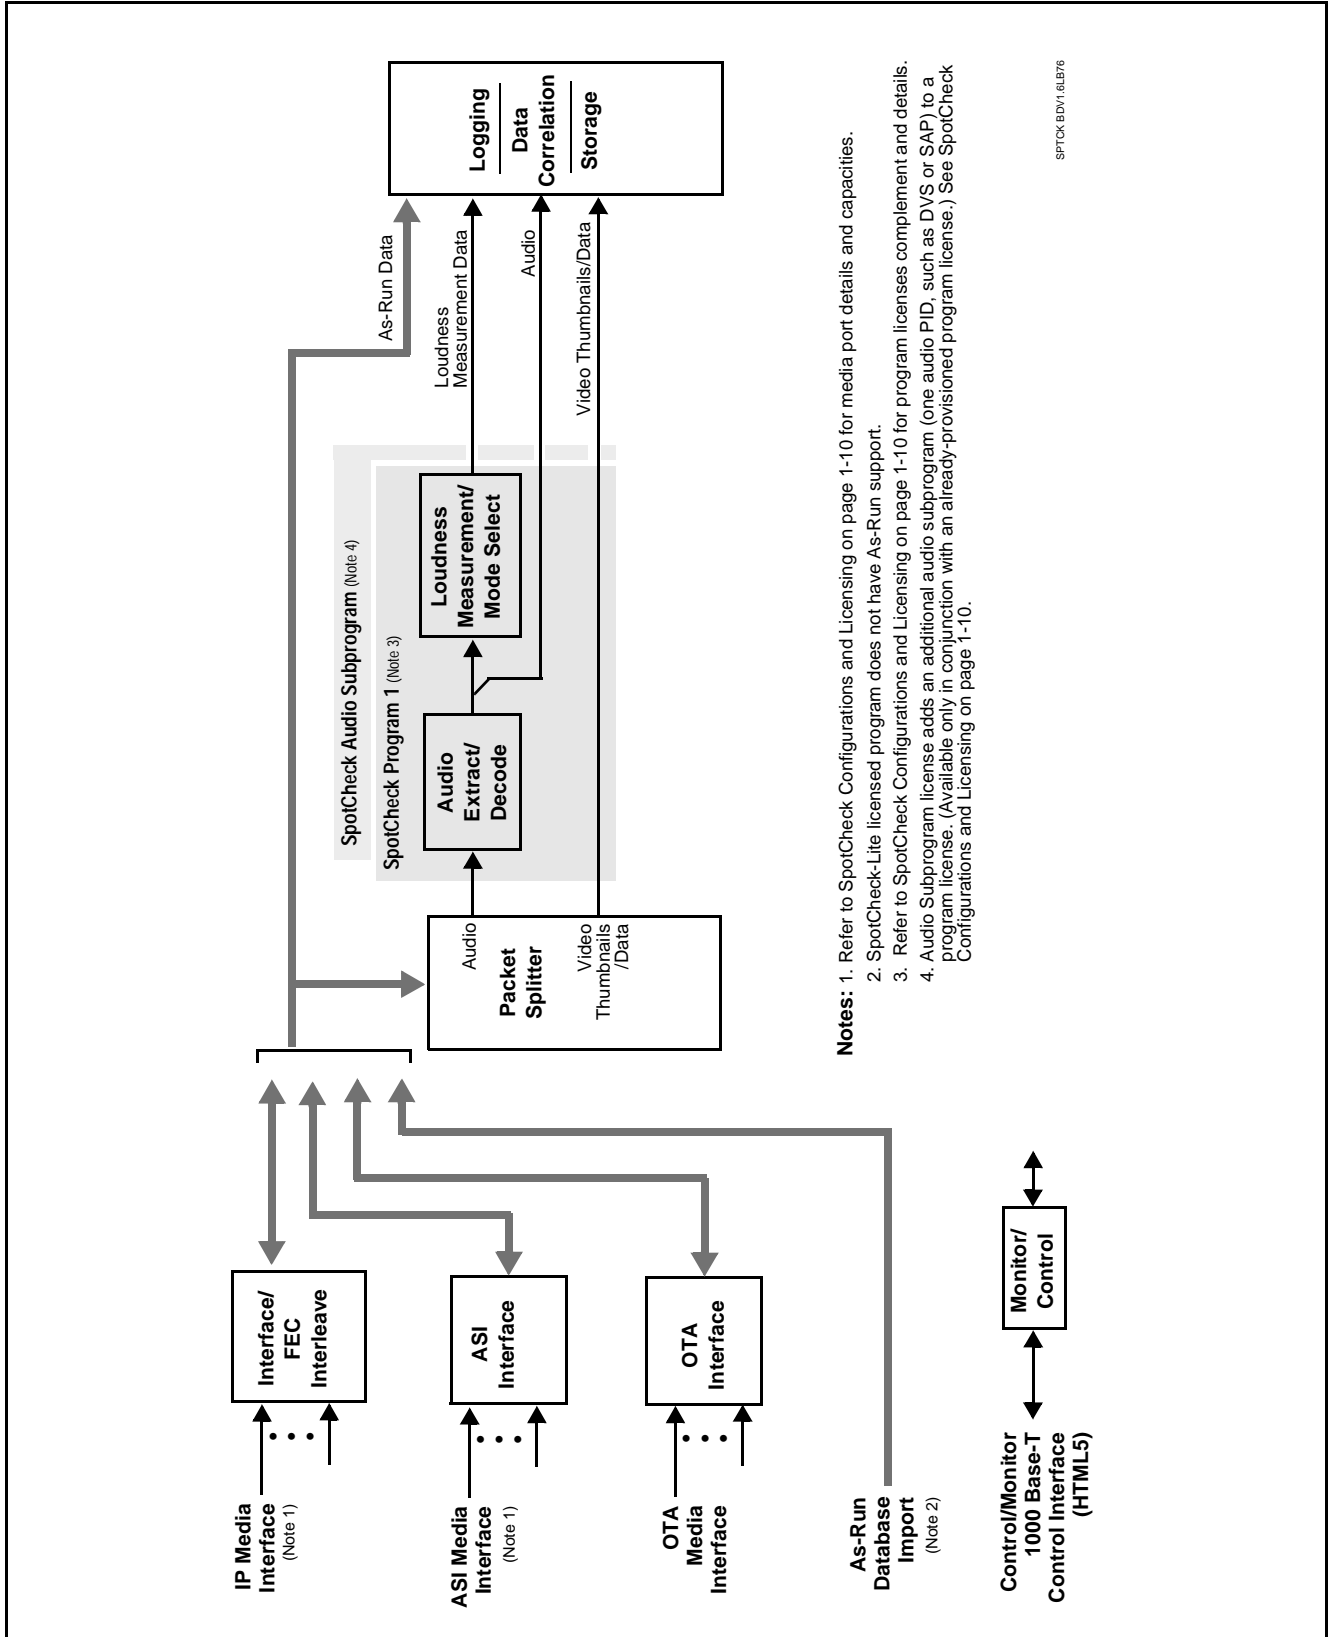 IP Media
Interface
(Note 1)
Interface/
FEC
Interleave
ASI Media
Interface
(Note 1)
ASI
Interface
OTA
Media
Interface
OTA
Interface
As-Run
Database
Import
(Note 2)
Control/Monitor
1000 Base-T
Control Interface
(HTML5)
Monitor/
Control
Packet
Splitter
Audio
Video
Thumbnails
/Data
SpotCheck Audio Subprogram (Note 4)
SpotCheck Program 1 (Note 3)
Audio
Extract/
Decode
Loudness
Measurement/
Mode Select
As-Run Data
Loudness
Measurement Data
Audio
Video Thumbnails/Data
Logging
Data
Correlation
Storage
Notes: 1. Refer to SpotCheck Configurations and Licensing on page 1-10 for media port details and capacities.
2. SpotCheck-Lite licensed program does not have As-Run support.
3. Refer to SpotCheck Configurations and Licensing on page 1-10 for program licenses complement and details.
4. Audio Subprogram license adds an additional audio subprogram (one audio PID, such as DVS or SAP) to a
program license. (Available only in conjunction with an already-provisioned program license.) See SpotCheck
Configurations and Licensing on page 1-10.
SPTCK BDV1.6LB76